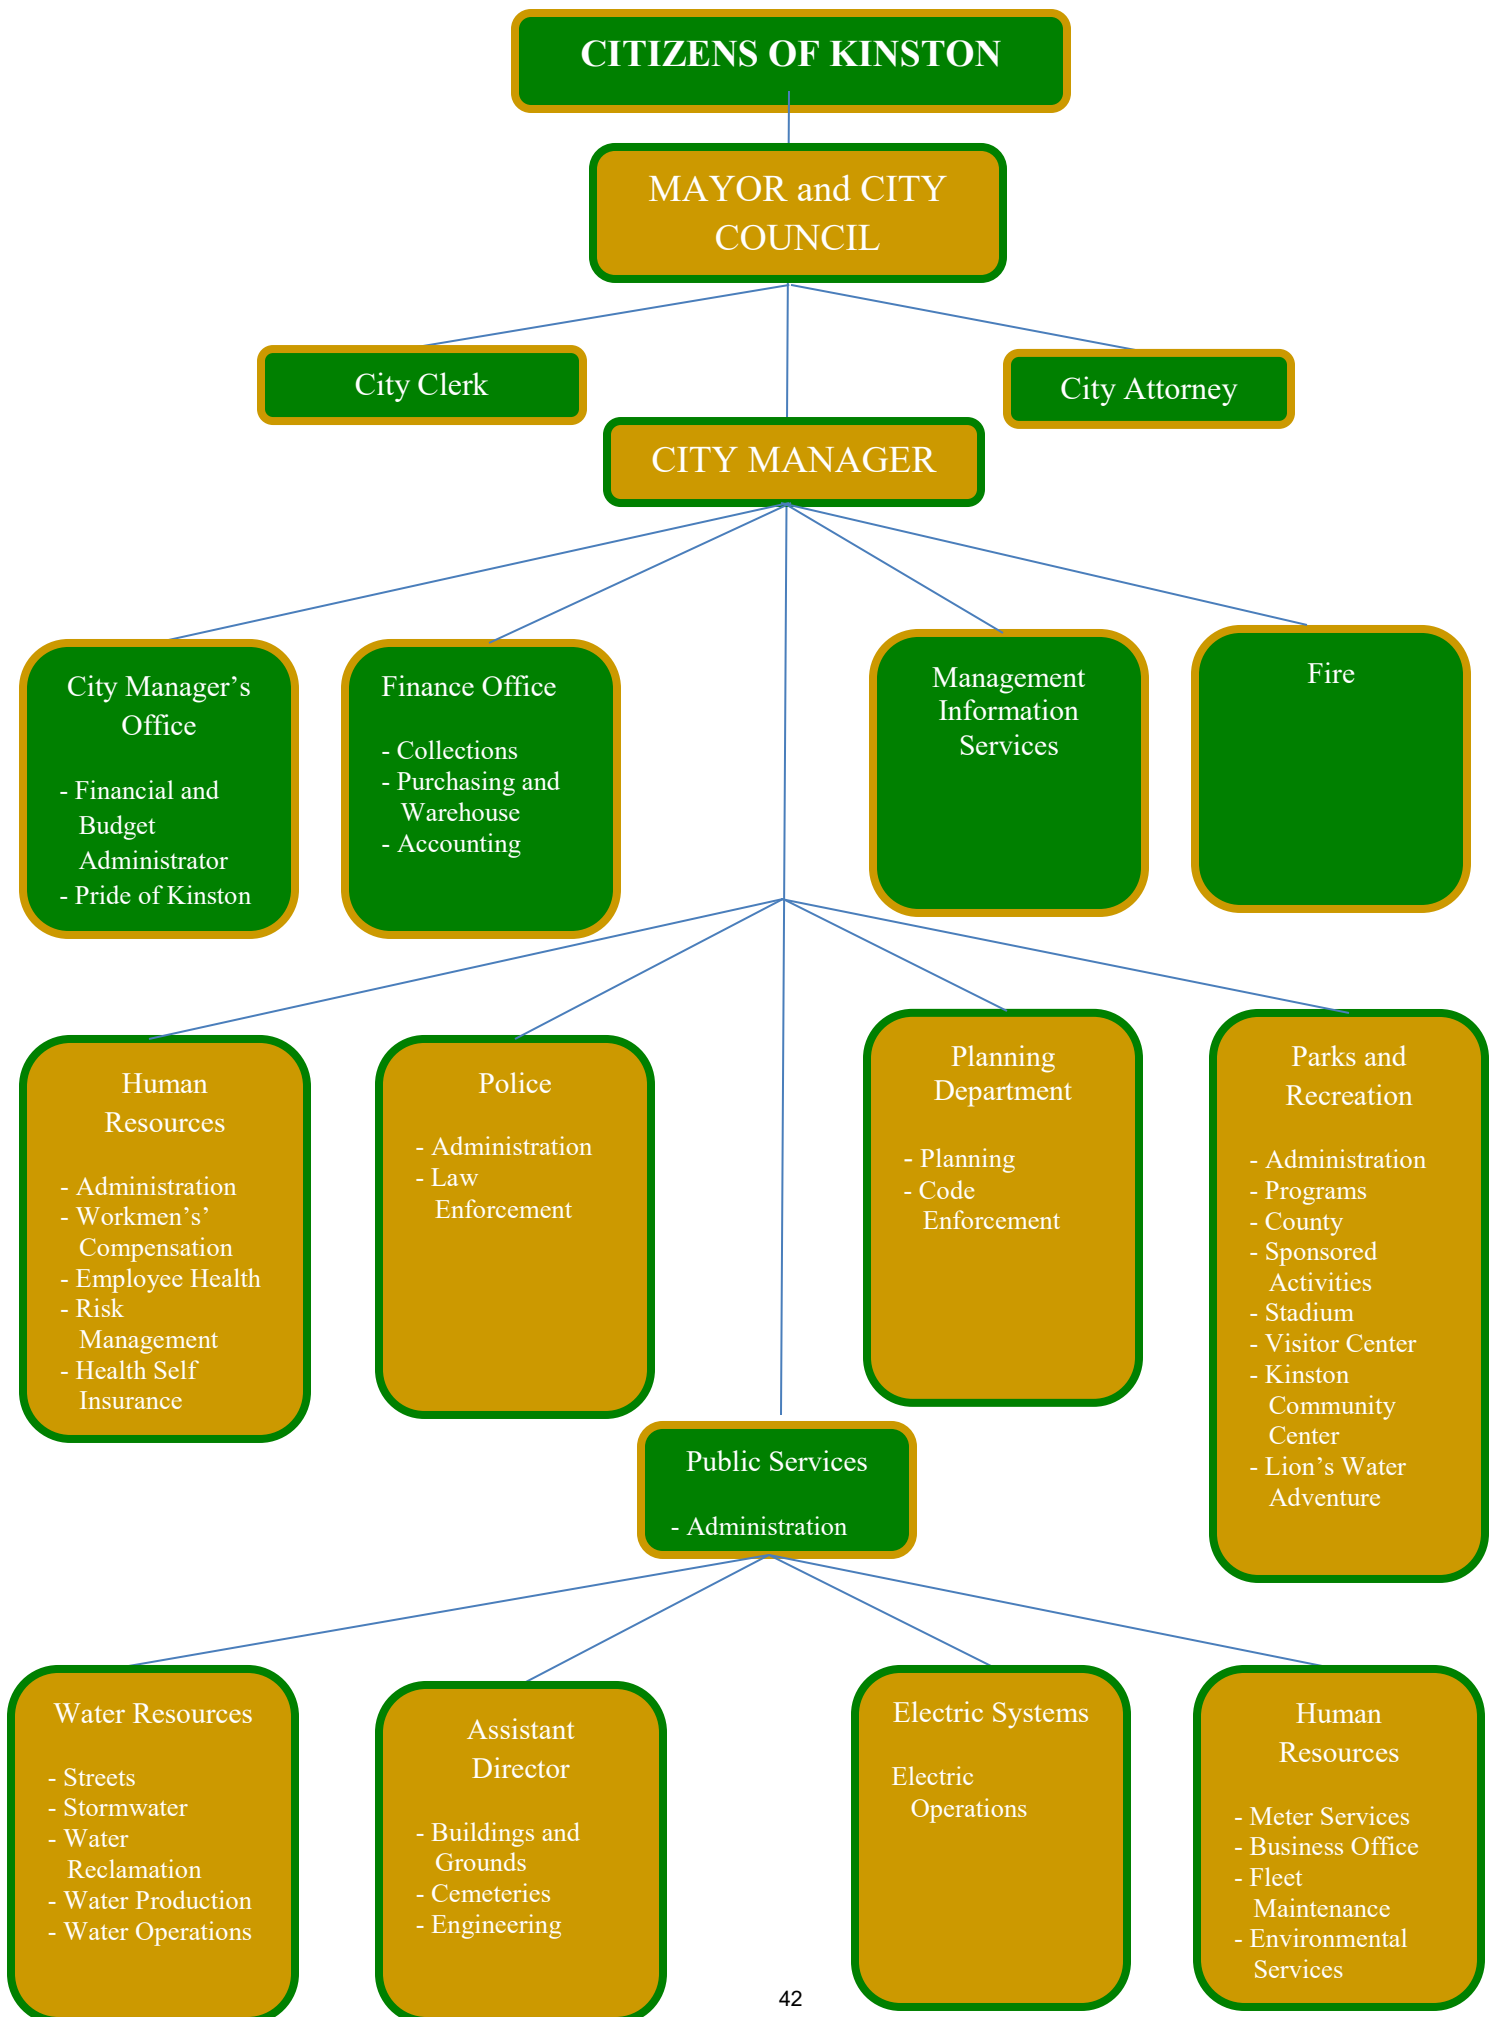 CITIZENS OF KINSTON
MAYOR and CITY
COUNCIL
City Clerk
City Attorney
CITY MANAGER
City Manager’s
Office
- Financial and
Budget
Administrator
- Pride of Kinston
Finance Office
- Collections
- Purchasing and
Warehouse
- Accounting
Management
Information
Services
Fire
Human
Resources
- Administration
- Workmen’s’
Compensation
- Employee Health
- Risk
Management
- Health Self
Insurance
Police
- Administration
- Law
Enforcement
Planning
Department
- Planning
- Code
Enforcement
Parks and
Recreation
- Administration
- Programs
- County
- Sponsored
Activities
- Stadium
- Visitor Center
- Kinston
Community
Center
- Lion’s Water
Adventure
Public Services
- Administration
Water Resources
- Streets
- Stormwater
- Water
Reclamation
- Water Production
- Water Operations
Assistant
Director
- Buildings and
Grounds
- Cemeteries
- Engineering
Electric Systems
Electric
Operations
Human
Resources
- Meter Services
- Business Office
- Fleet
Maintenance
- Environmental
Services
42